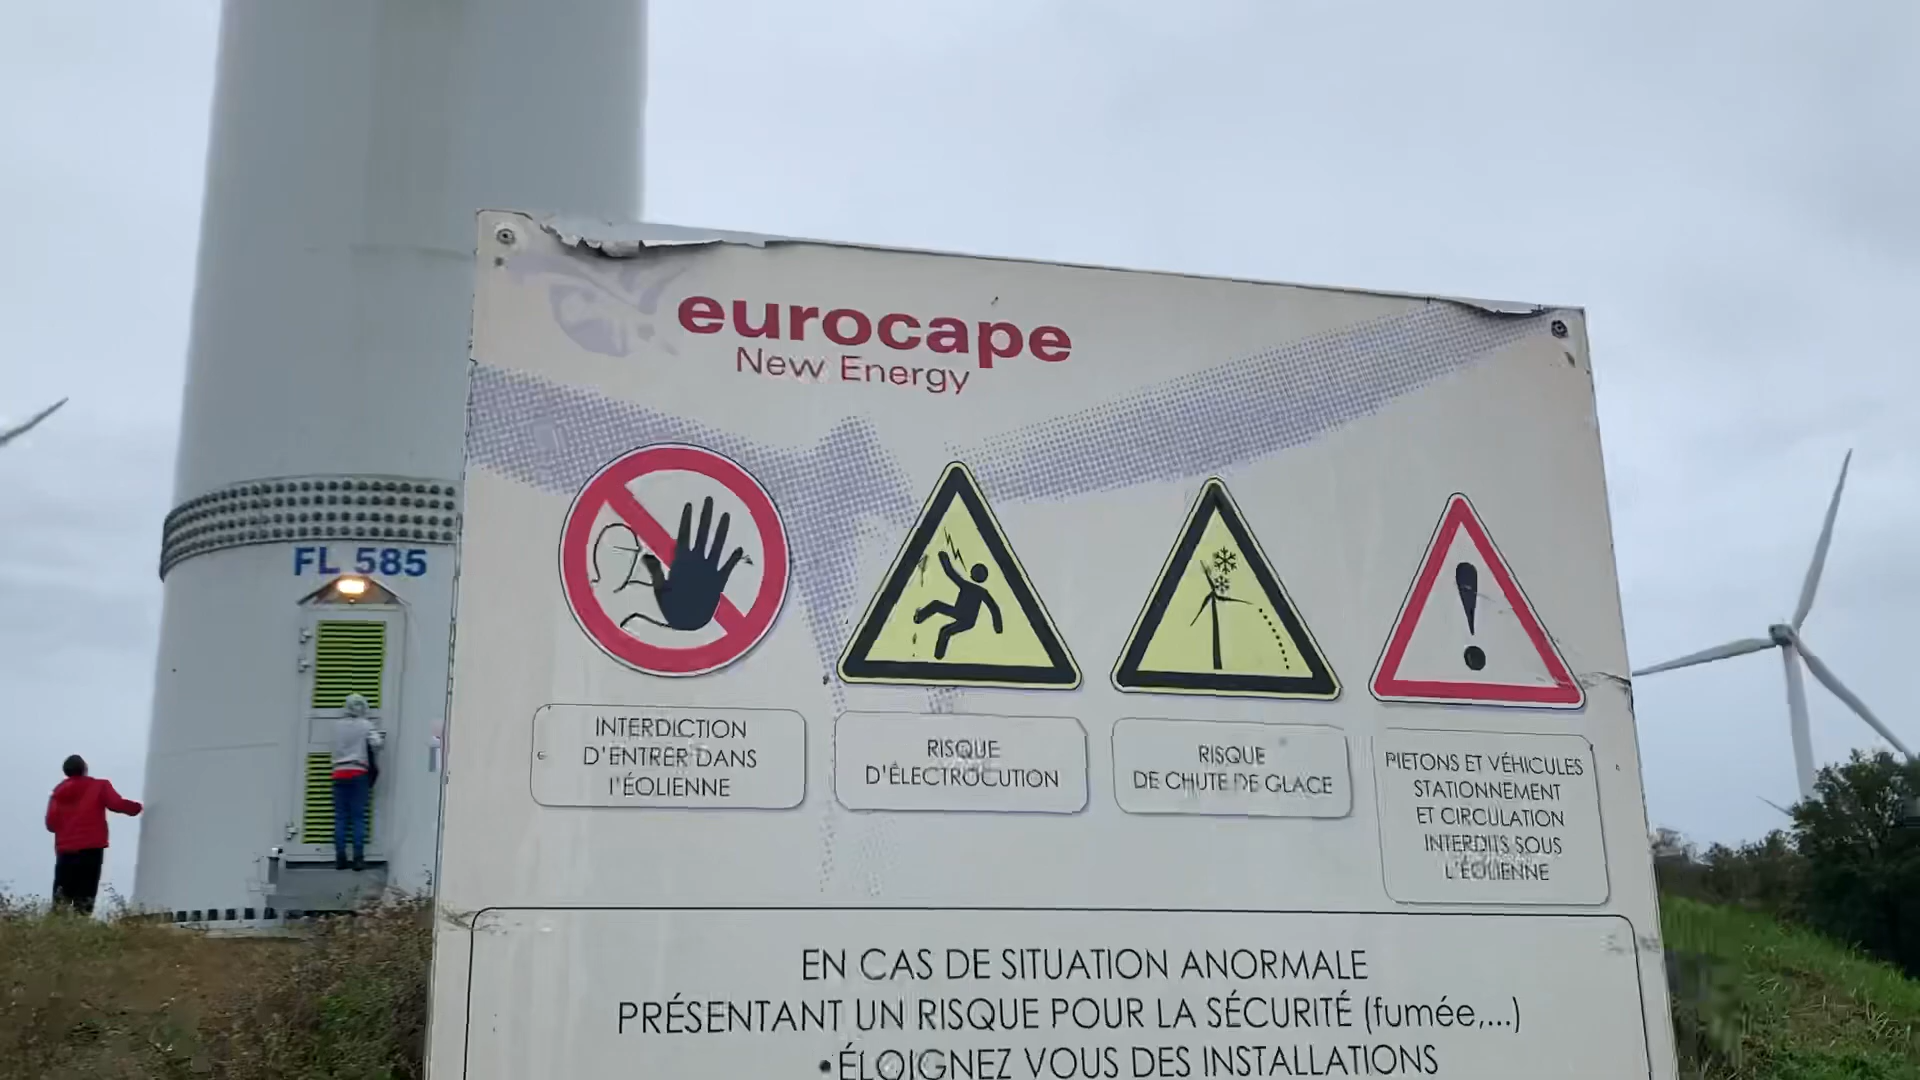 eurocape
New Energy
FL 585
INTERDICTION
D'ENTRER DANS
l'ÉOLIENNE
RISQUE
D'ÉLECTROCUTION
RISQUE
DE CHUTE DE GLACE
PIETONS ET VÉHICULES
STATIONNEMENT
ET CIRCULATION
INTERDITS SOUS
L'ÉOLIENNE
EN CAS DE SITUATION ANORMALE
PRÉSENTANT UN RISQUE POUR LA SÉCURITÉ (fumée,...)
•ÉLOIGNEZ VOUS DES INSTALLATIONS